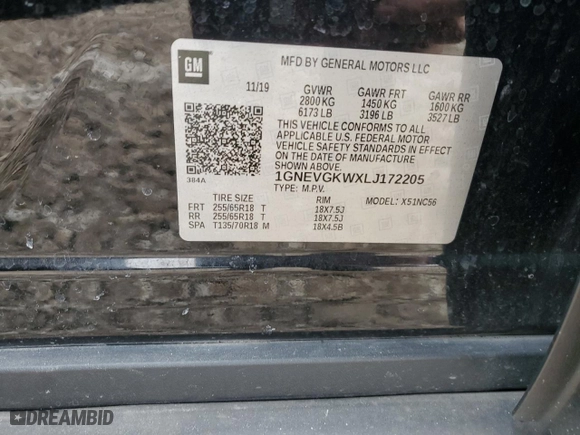 GM
MFD BY GENERAL MOTORS LLC
11/19 GVWR GAWR FRT GAWR RR
2800 KG 1450 KG 1600 KG
6173 LB 3196 LB 3527 LB
THIS VEHICLE CONFORMS TO ALL
APPLICABLE U.S. FEDERAL MOTOR
VEHICLE SAFETY STANDARDS IN EFFECT
ON THE DATE OF MANUFACTURE
SHOWN ABOVE.
384A
1GNEVGKWXLJ172205
TYPE: M.P.V. MODEL: X51NC56
TIRE SIZE RIM
FRT 255/65R18 T 18X7.5J
RR 255/65R18 T 18X7.5J
SPA T135/70R18 M 18X4.5B
© DREAMBID